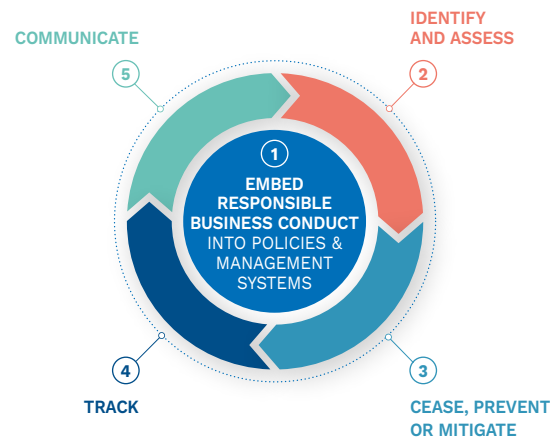 1
EMBED
RESPONSIBLE
BUSINESS CONDUCT
INTO POLICIES &
MANAGEMENT
SYSTEMS
IDENTIFY
AND ASSESS
2
3
CEASE, PREVENT
OR MITIGATE
4
TRACK
COMMUNICATE
5